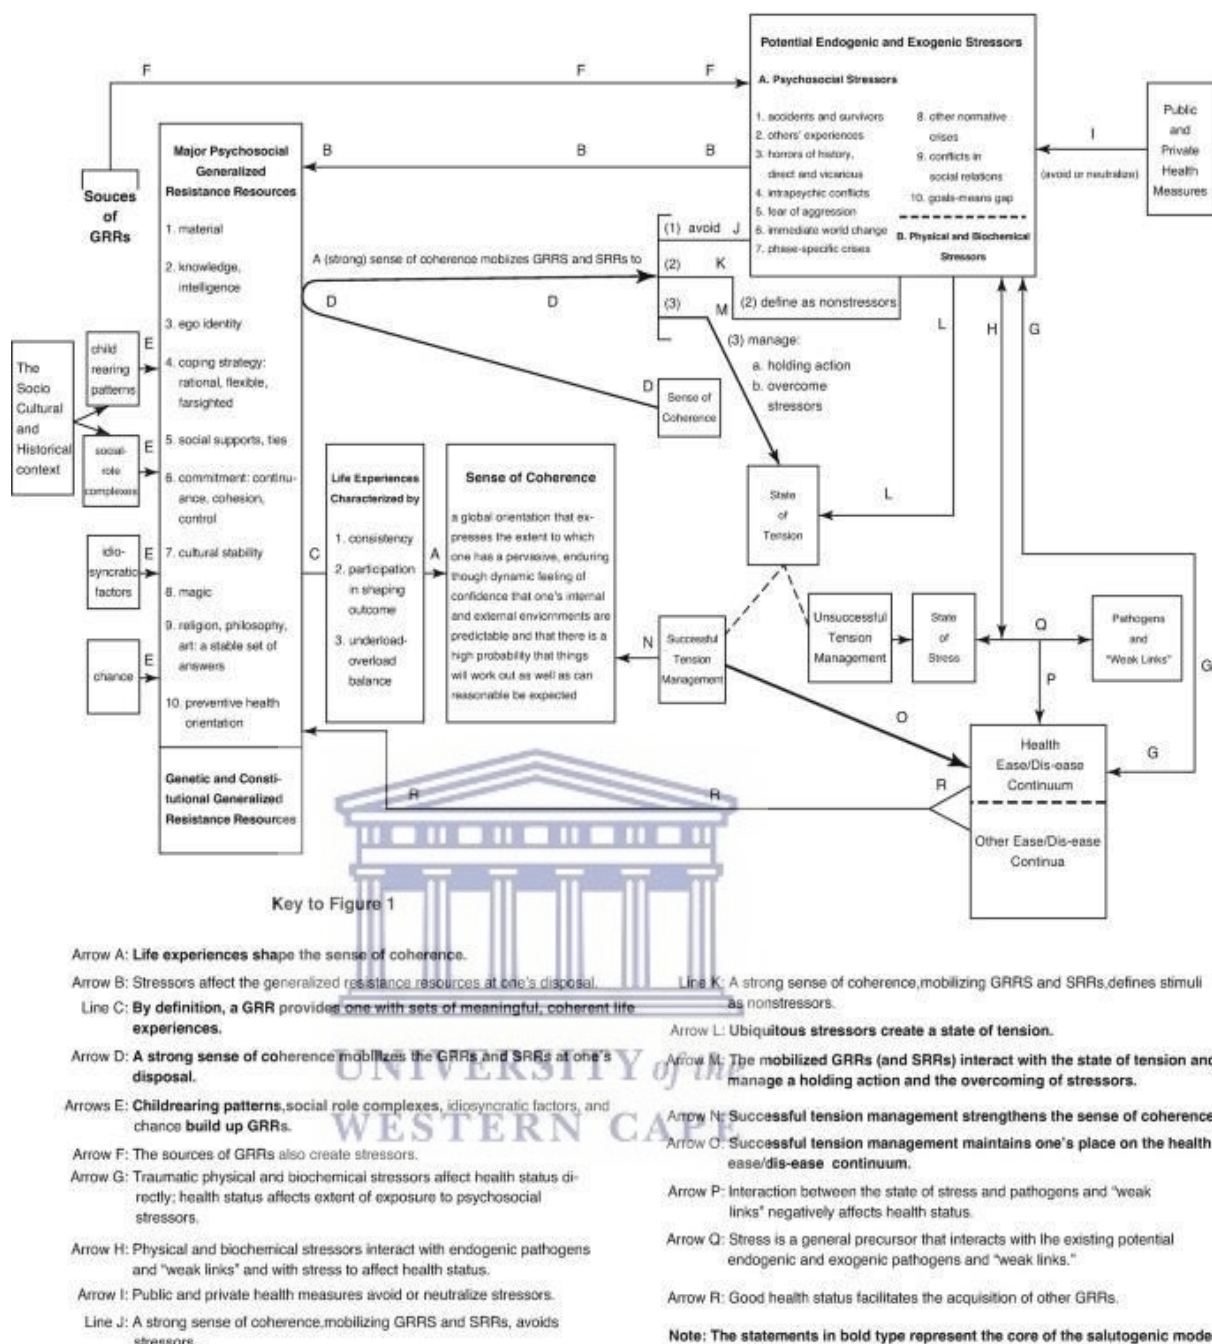 Potential Endogenic and Exogenic Stressors
A. Psychosocial Stressors
1. accidents and survivors
2. others' experiences
3. horrors of history,
direct and vicarious
4. intrapsychic conflicts
5. fear of aggression
6. immediate world change
7. phase-specific crises
8. other normative
crises
9. conflicts in
social relations
10. goals-means gap
B. Physical and Biochemical
Stressors
Public
and
Private
Health
Measures
I
(avoid or neutralize)
F F F
B B B
Souces
of
GRRs
Major Psychosocial
Generalized
Resistance Resources
1. material
2. knowledge,
intelligence
3. ego identity
4. coping strategy:
rational, flexible,
farsighted
5. social supports, ties
6. commitment: continu-
ance, cohesion,
control
7. cultural stability
8. magic
9. religion, philosophy,
art: a stable set of
answers
10. preventive health
orientation
Genetic and Consti-
tutional Generalized
Resistance Resources
The
Socio
Cultural
and
Historical
context
child
rearing
patterns
E
social-
role
complexes
E
idio-
syncratic
factors
E
chance
E
A (strong) sense of coherence mobiizes GRRS and SRRs to
D D
D
(1) avoid J
(2) K
(3) M
(2) define as nonstressors
(3) manage:
a. holding action
b. overcome
stressors
Sense of
Coherence
L H G
C
Life Experiences
Characterized by
1. consistency
2. participation
in shaping
outcome
3. underload-
overload
balance
A
Sense of Coherence
a global orientation that ex-
presses the extent to which
one has a pervasive, enduring
though dynamic feeling of
confidence that one's internal
and external enviornments are
predictable and that there is a
high probability that things
will work out as well as can
reasonable be expected
State
of
Tension
L
N
Successful
Tension
Management
Unsuccessful
Tension
Management
State
of
Stress
Q
Pathogens
and
"Weak Links"
P
G
O
G
Health
Ease/Dis-ease
Continuum
Other Ease/Dis-ease
Continua
R R R
Key to Figure 1
Arrow A: Life experiences shape the sense of coherence.
Arrow B: Stressors affect the generalized resistance resources at one's disposal.
Line C: By definition, a GRR provides one with sets of meaningful, coherent life
experiences.
Arrow D: A strong sense of coherence mobilizes the GRRs and SRRs at one's
disposal.
Arrows E: Childrearing patterns,social role complexes, idiosyncratic factors, and
chance build up GRRs.
Arrow F: The sources of GRRs also create stressors.
Arrow G: Traumatic physical and biochemical stressors affect health status di-
rectly; health status affects extent of exposure to psychosocial
stressors.
Arrow H: Physical and biochemical stressors interact with endogenic pathogens
and "weak links" and with stress to affect health status.
Arrow I: Public and private health measures avoid or neutralize stressors.
Line J: A strong sense of coherence,mobilizing GRRS and SRRs, avoids
stressors
Line K: A strong sense of coherence,mobilizing GRRS and SRRs,defines stimuli
as nonstressors.
Arrow L: Ubiquitous stressors create a state of tension.
Arrow M: The mobilized GRRs (and SRRs) interact with the state of tension and
manage a holding action and the overcoming of stressors.
Arrow N: Successful tension management strengthens the sense of coherence
Arrow O: Successful tension management maintains one's place on the health
ease/dis-ease continuum.
Arrow P: Interaction between the state of stress and pathogens and "weak
links" negatively affects health status.
Arrow Q: Stress is a general precursor that interacts with the existing potential
endogenic and exogenic pathogens and "weak links."
Arrow R: Good health status facilitates the acquisition of other GRRs.
Note: The statements in bold type represent the core of the salutogenic mode
UNIVERSITY of the
WESTERN CAPE